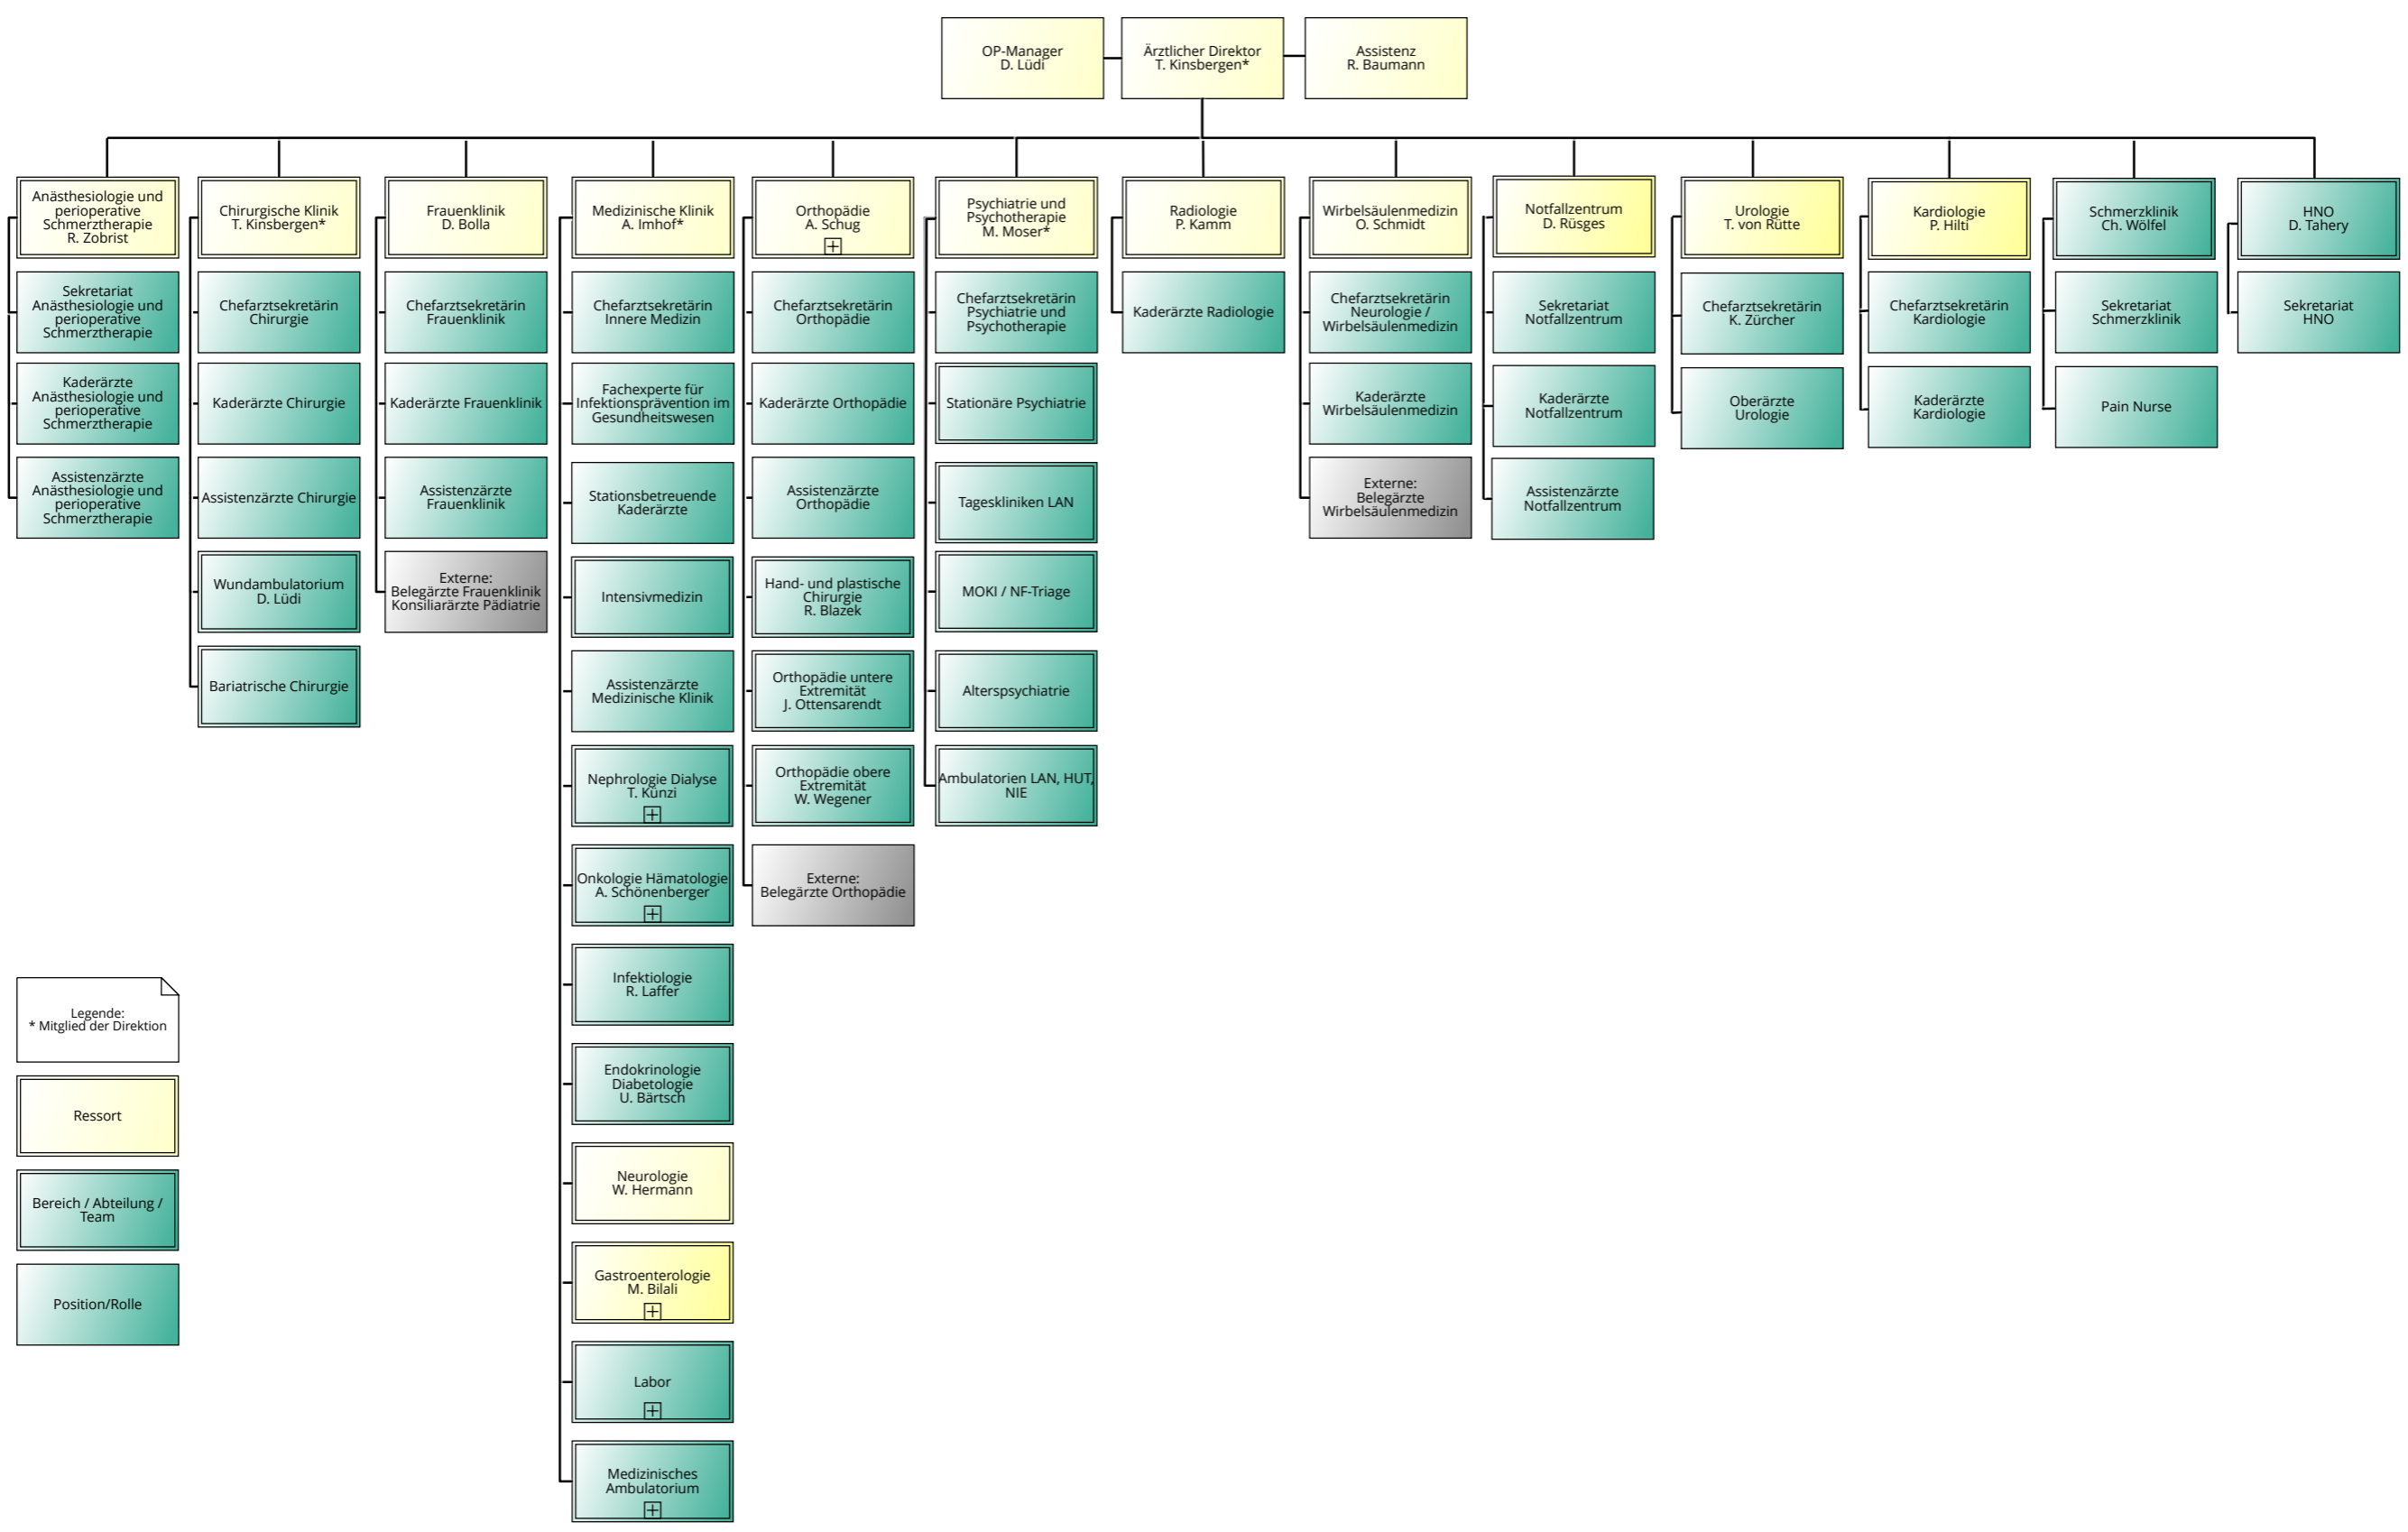 OP-Manager
D. Lüdi
Ärztlicher Direktor
T. Kinsbergen*
Assistenz
R. Baumann
Anästhesiologie und
perioperative
Schmerztherapie
R. Zobrist
Sekretariat
Anästhesiologie und
perioperative
Schmerztherapie
Kaderärzte
Anästhesiologie und
perioperative
Schmerztherapie
Assistenzärzte
Anästhesiologie und
perioperative
Schmerztherapie
Chirurgische Klinik
T. Kinsbergen*
Chefarztsekretärin
Chirurgie
Kaderärzte Chirurgie
Assistenzärzte Chirurgie
Wundambulatorium
D. Lüdi
Bariatrische Chirurgie
Frauenklinik
D. Bolla
Chefarztsekretärin
Frauenklinik
Kaderärzte Frauenklinik
Assistenzärzte
Frauenklinik
Externe:
Belegärzte Frauenklinik
Konsiliarärzte Pädiatrie
Medizinische Klinik
A. Imhof*
Chefarztsekretärin
Innere Medizin
Fachexperte für
Infektionsprävention im
Gesundheitswesen
Stationsbetreuende
Kaderärzte
Intensivmedizin
Assistenzärzte
Medizinische Klinik
Nephrologie Dialyse
T. Künzi
Onkologie Hämatologie
A. Schönenberger
Infektiologie
R. Laffer
Endokrinologie
Diabetologie
U. Bärtsch
Neurologie
W. Hermann
Gastroenterologie
M. Bilali
Labor
Medizinisches
Ambulatorium
Orthopädie
A. Schug
Chefarztsekretärin
Orthopädie
Kaderärzte Orthopädie
Assistenzärzte
Orthopädie
Hand- und plastische
Chirurgie
R. Blazek
Orthopädie untere
Extremität
J. Ottensarendt
Orthopädie obere
Extremität
W. Wegener
Externe:
Belegärzte Orthopädie
Psychiatrie und
Psychotherapie
M. Moser*
Chefarztsekretärin
Psychiatrie und
Psychotherapie
Stationäre Psychiatrie
Tageskliniken LAN
MOKI / NF-Triage
Alterspsychiatrie
Ambulatorien LAN, HUT,
NIE
Radiologie
P. Kamm
Kaderärzte Radiologie
Wirbelsäulenmedizin
O. Schmidt
Chefarztsekretärin
Neurologie /
Wirbelsäulenmedizin
Kaderärzte
Wirbelsäulenmedizin
Externe:
Belegärzte
Wirbelsäulenmedizin
Notfallzentrum
D. Rüsges
Sekretariat
Notfallzentrum
Kaderärzte
Notfallzentrum
Assistenzärzte
Notfallzentrum
Urologie
T. von Rütte
Chefarztsekretärin
K. Zürcher
Oberärzte
Urologie
Kardiologie
P. Hilti
Chefarztsekretärin
Kardiologie
Kaderärzte
Kardiologie
Schmerzklinik
Ch. Wölfel
Sekretariat
Schmerzklinik
Pain Nurse
HNO
D. Tahery
Sekretariat
HNO
Legende:
* Mitglied der Direktion
Ressort
Bereich / Abteilung /
Team
Position/Rolle